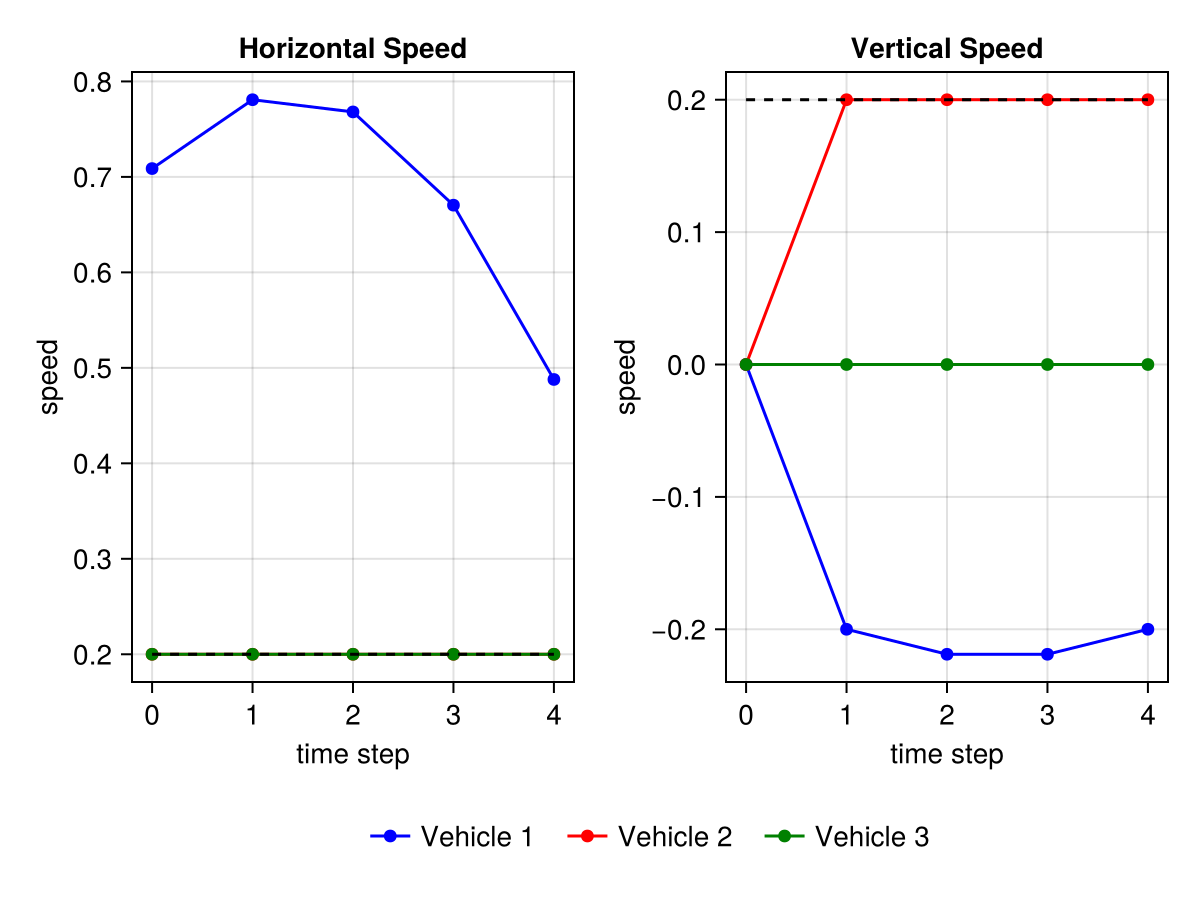 Horizontal Speed
0.8
0.7
0.6
0.5
0.4
0.3
0.2
speed
0 1 2 3 4
time step
Vertical Speed
0.2
0.1
0.0
−0.1
−0.2
speed
0 1 2 3 4
time step
Vehicle 1 Vehicle 2 Vehicle 3